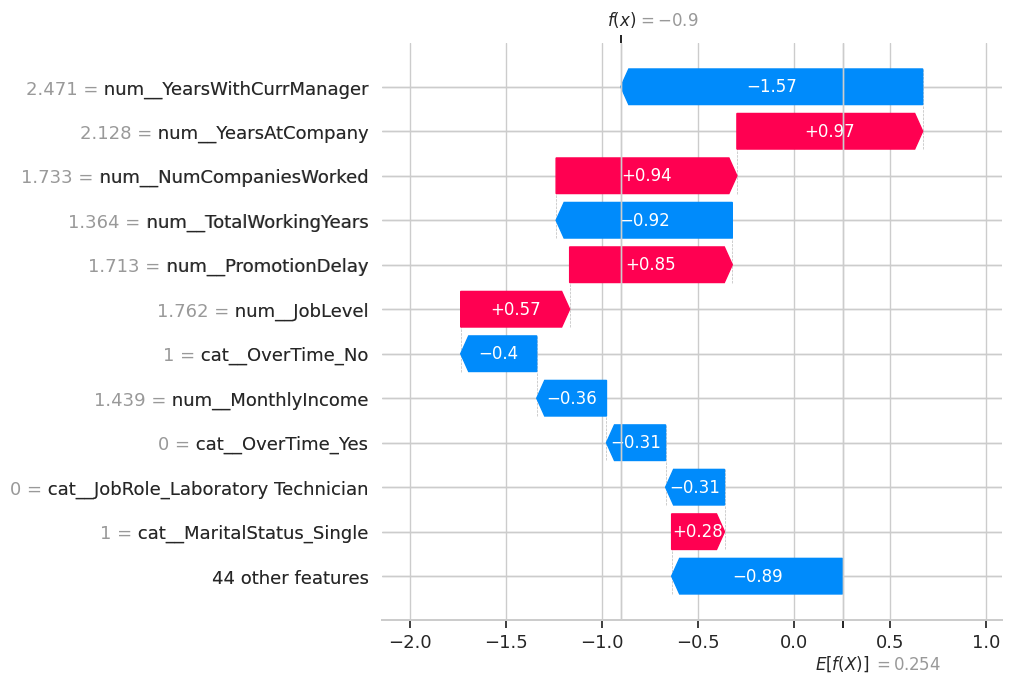 f(x) = −0.9
2.471 = num__YearsWithCurrManager
−1.57
2.128 = num__YearsAtCompany
+0.97
1.733 = num__NumCompaniesWorked
+0.94
1.364 = num__TotalWorkingYears
−0.92
1.713 = num__PromotionDelay
+0.85
1.762 = num__JobLevel
+0.57
1 = cat__OverTime_No
−0.4
1.439 = num__MonthlyIncome
−0.36
0 = cat__OverTime_Yes
−0.31
0 = cat__JobRole_Laboratory Technician
−0.31
1 = cat__MaritalStatus_Single
+0.28
44 other features
−0.89
−2.0 −1.5 −1.0 −0.5 0.0 0.5 1.0
E[f(X)] = 0.254